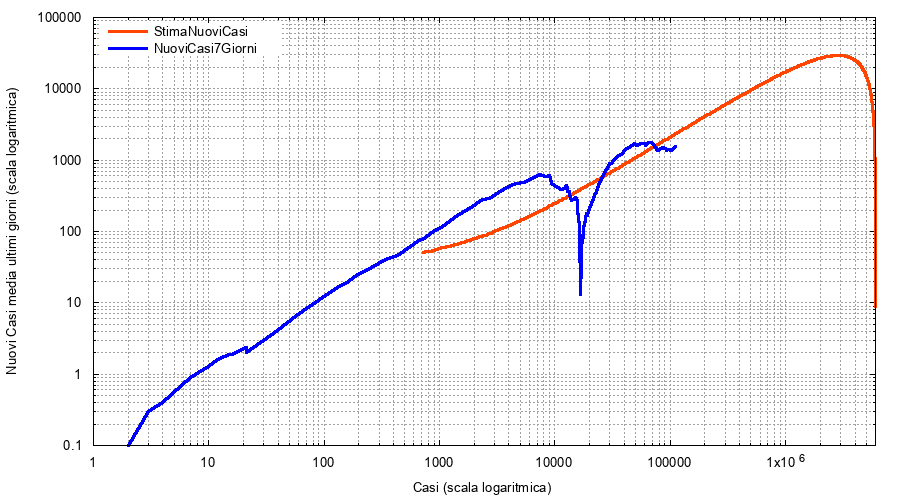 100000
StimaNuoviCasi
NuoviCasi7Giorni
10000
1000
100
10
1
0.1
Nuovi Casi media ultimi giorni (scala logaritmica)
1 10 100 1000 10000 100000 1x10 6
Casi (scala logaritmica)